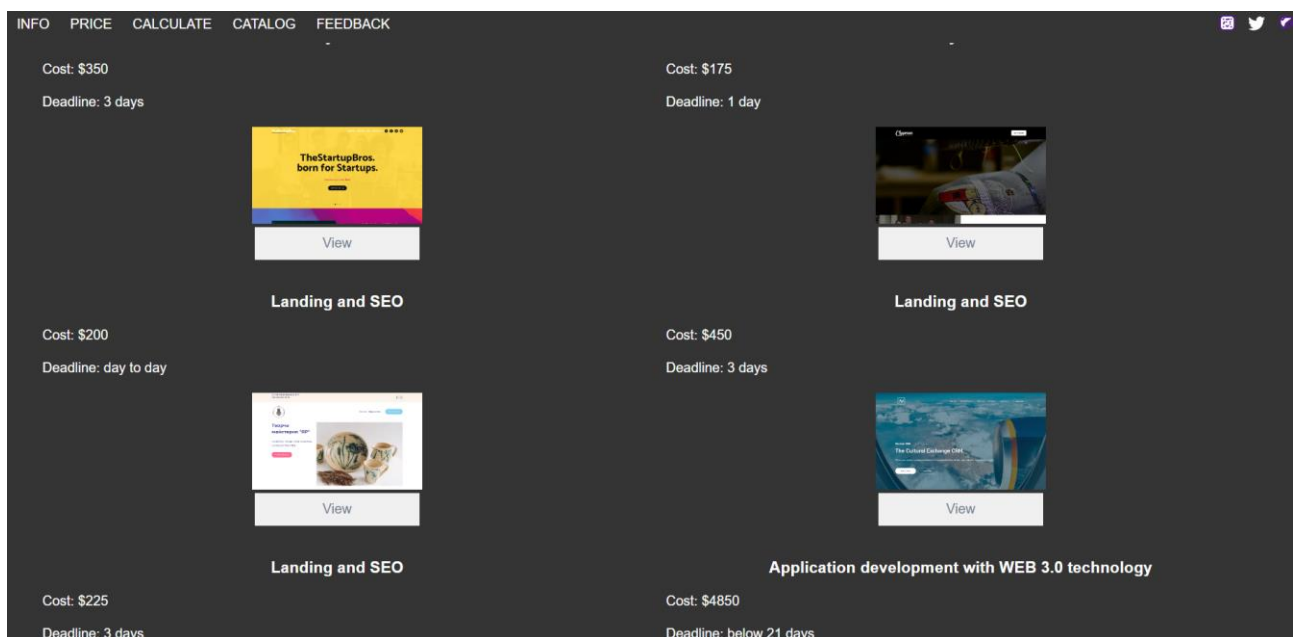 INFO PRICE CALCULATE CATALOG FEEDBACK
Cost: $350
Deadline: 3 days
TheStartupBros.
born for Startups.
View
Cost: $175
Deadline: 1 day
View
Landing and SEO
Cost: $200
Deadline: day to day
View
Landing and SEO
Cost: $450
Deadline: 3 days
The Cultural Exchange
View
Landing and SEO
Cost: $225
Deadline: 3 days
Application development with WEB 3.0 technology
Cost: $4850
Deadline: below 21 days